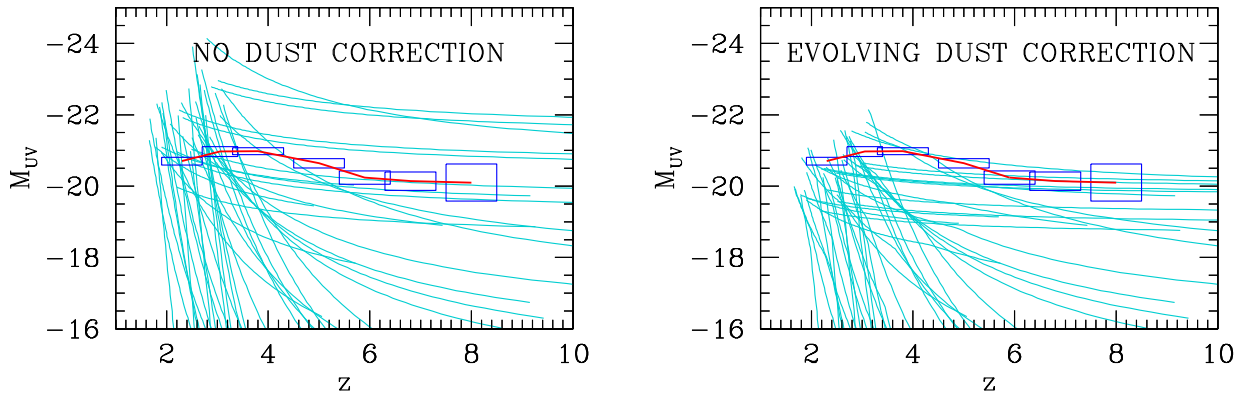 NO DUST CORRECTION
-24
-22
-20
-18
-16
M_UV
2 4 6 8 10
z
EVOLVING DUST CORRECTION
-24
-22
-20
-18
-16
M_UV
2 4 6 8 10
z